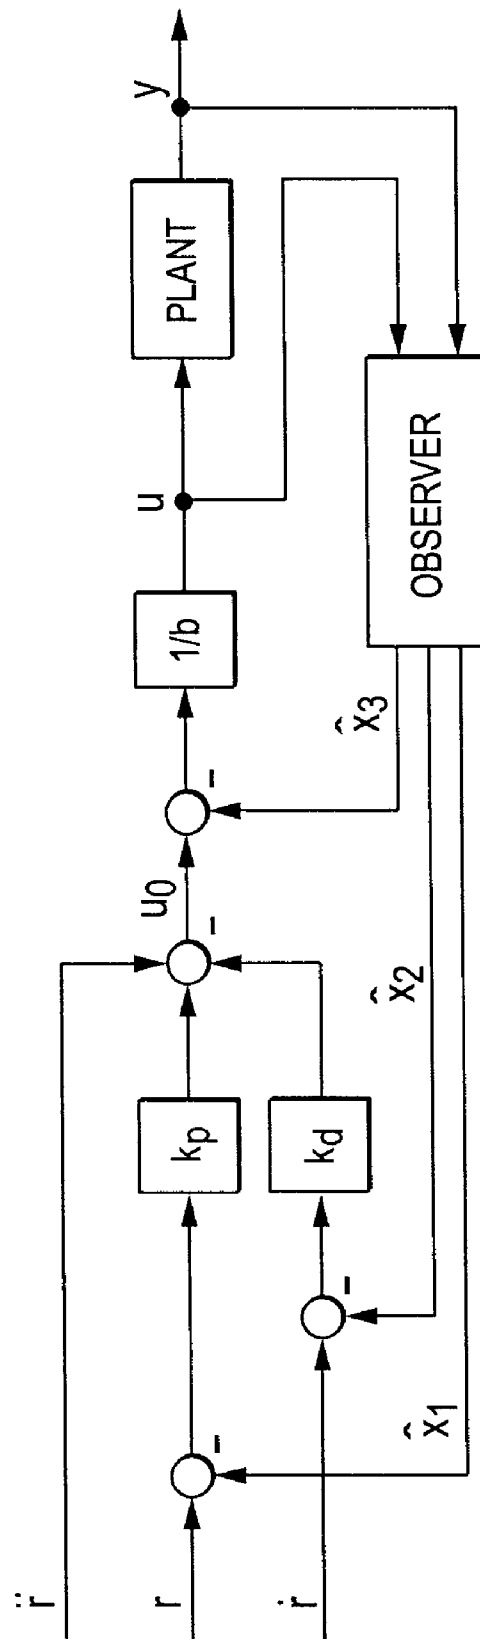 r̈
r
ṙ
-
x̂1
-
x̂2
kp
kd
-
u0
-
x̂3
1/b
u
PLANT
y
OBSERVER